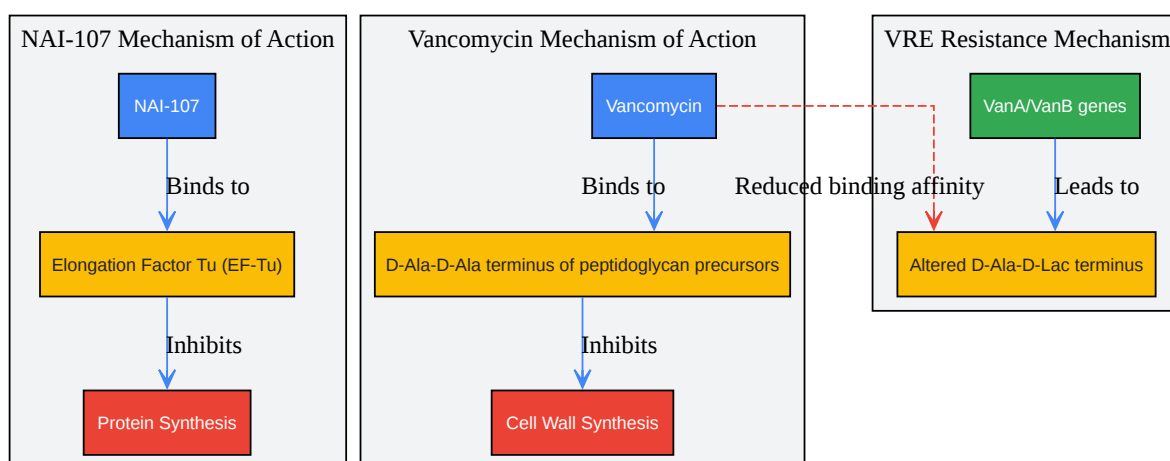 NAI-107 Mechanism of Action
NAI-107
Binds to
Elongation Factor Tu (EF-Tu)
Inhibits
Protein Synthesis
Vancomycin Mechanism of Action
Vancomycin
Binds to
Reduced binding affinity
D-Ala-D-Ala terminus of peptidoglycan precursors
Inhibits
Cell Wall Synthesis
VRE Resistance Mechanism
VanA/VanB genes
Leads to
Altered D-Ala-D-Lac terminus